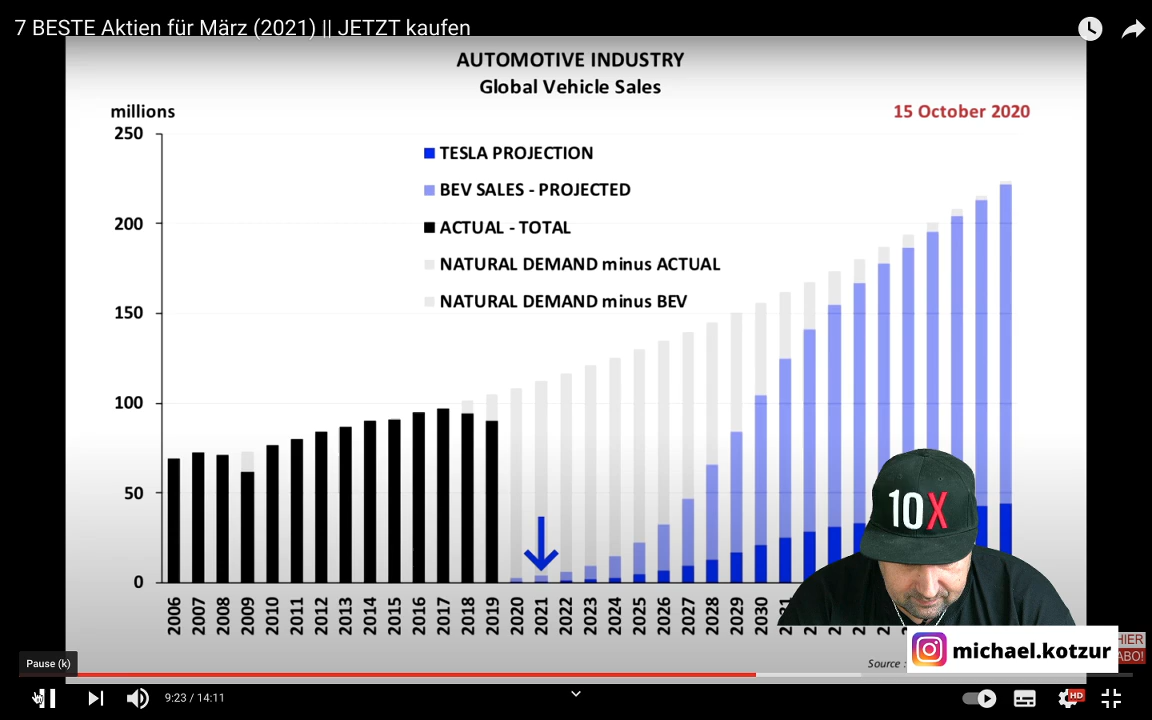 7 BESTE Aktien für März (2021) || JETZT kaufen
AUTOMOTIVE INDUSTRY
Global Vehicle Sales
millions
15 October 2020
250
200
150
100
50
0
TESLA PROJECTION
BEV SALES - PROJECTED
ACTUAL - TOTAL
NATURAL DEMAND minus ACTUAL
NATURAL DEMAND minus BEV
2006 2007 2008 2009 2010 2011 2012 2013 2014 2015 2016 2017 2018 2019 2020 2021 2022 2023 2024 2025 2026 2027 2028 2029 2030
10X
HIER
ABO!
michael.kotzur
Source :
Pause (k)
9:23 / 14:11
HD